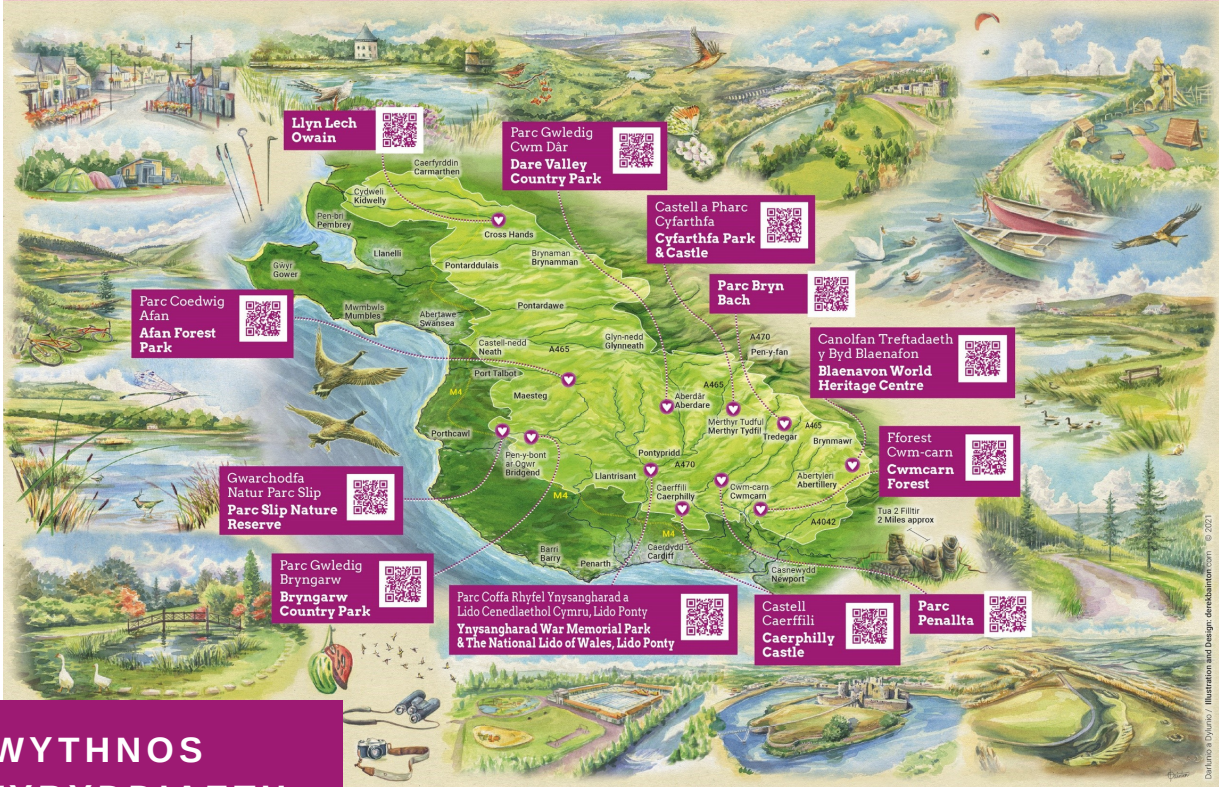 Llyn Lech
Owain
Parc Gwledig
Cwm Dâr
Dare Valley
Country Park
Castell a Pharc
Cyfarthfa
Cyfarthfa Park
& Castle
Parc Bryn
Bach
Canolfan Treftadaeth
y Byd Blaenafon
Blaenavon World
Heritage Centre
Parc Coedwig
Afan
Afan Forest
Park
Fforest
Cwm-carn
Cwmcarn
Forest
Gwarchodfa
Natur Parc Slip
Parc Slip Nature
Reserve
Parc Gwledig
Bryngarw
Bryngarw
Country Park
Parc Coffa Rhyfel Ynysangharad a
Lido Cenedlaethol Cymru, Lido Ponty
Ynysangharad War Memorial Park
& The National Lido of Wales, Lido Ponty
Castell
Caerffili
Caerphilly
Castle
Parc
Penallta
Caerfyrddin
Carmarthen
Cydweli
Kidwelly
Pen-bri
Pembrey
Cross Hands
Llanelli
Brynaman
Brynamman
Pontarddulais
Gwyr
Gower
Pontardawe
Mwmbwls
Mumbles
Abertawe
Swansea
Glyn-nedd
Glynneath
Castell-nedd
Neath
A465
A470
Pen-y-fan
Port Talbot
M4
Maesteg
A465
Aberdâr
Aberdare
Merthyr Tudful
Merthyr Tydfil
A465
Tredegar
Brynmawr
Porthcawl
Pen-y-bont
ar Ogwr
Bridgend
Pontypridd
A470
Llantrisant
Caerffili
Caerphilly
Cwm-carn
Cwmcarn
Abertyleri
Abertillery
M4
A4042
M4
Tua 2 Filltir
2 Miles approx
Barri
Barry
Penarth
Caerdydd
Cardiff
Casnewydd
Newport
WYTHNOS
Darlunio a Dylunio / Illustration and Design: derekbainton.com © 2021